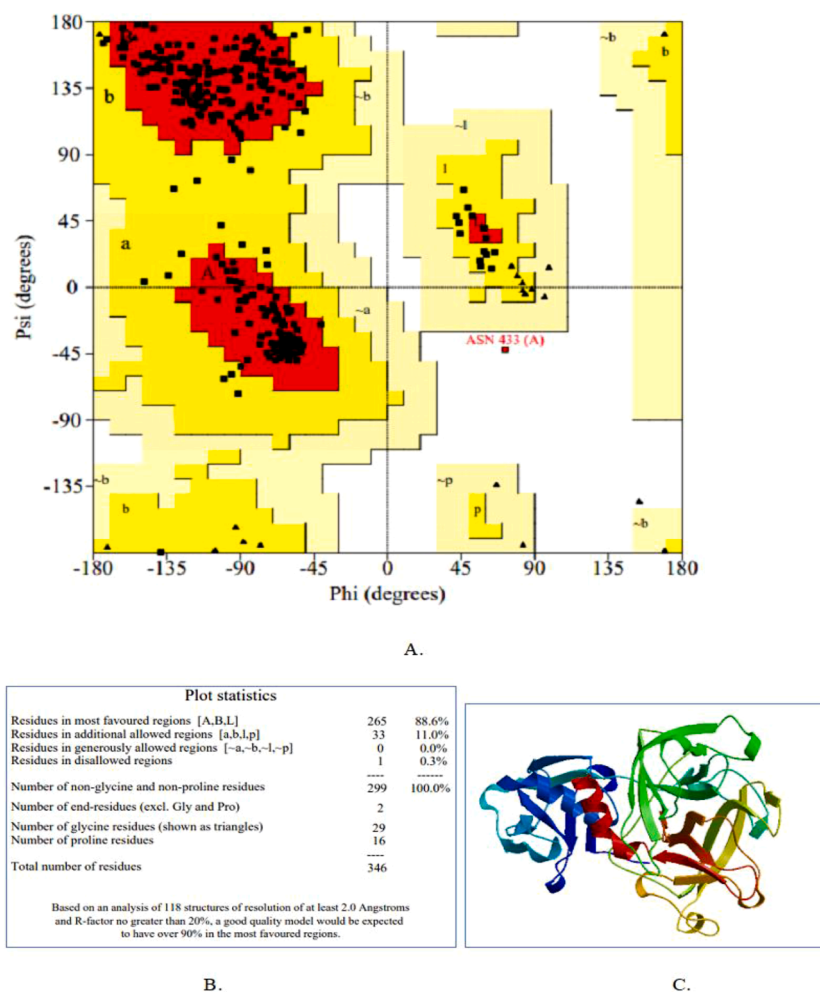 180
135
90
45
0
-45
-90
-135
-180
Psi (degrees)
B
b
~b
~l
l
~b
b
a
A
~a
ASN 433 (A)
~b
b
~p
p
~b
-180 -135 -90 -45 0 45 90 135 180
Phi (degrees)
A.
Plot statistics
Residues in most favoured regions [A,B,L] 265 88.6%
Residues in additional allowed regions [a,b,l,p] 33 11.0%
Residues in generously allowed regions [~a,~b,~l,~p] 0 0.0%
Residues in disallowed regions 1 0.3%
---- ------
Number of non-glycine and non-proline residues 299 100.0%
Number of end-residues (excl. Gly and Pro) 2
Number of glycine residues (shown as triangles) 29
Number of proline residues 16
----
Total number of residues 346
Based on an analysis of 118 structures of resolution of at least 2.0 Angstroms
and R-factor no greater than 20%, a good quality model would be expected
to have over 90% in the most favoured regions.
B.
C.